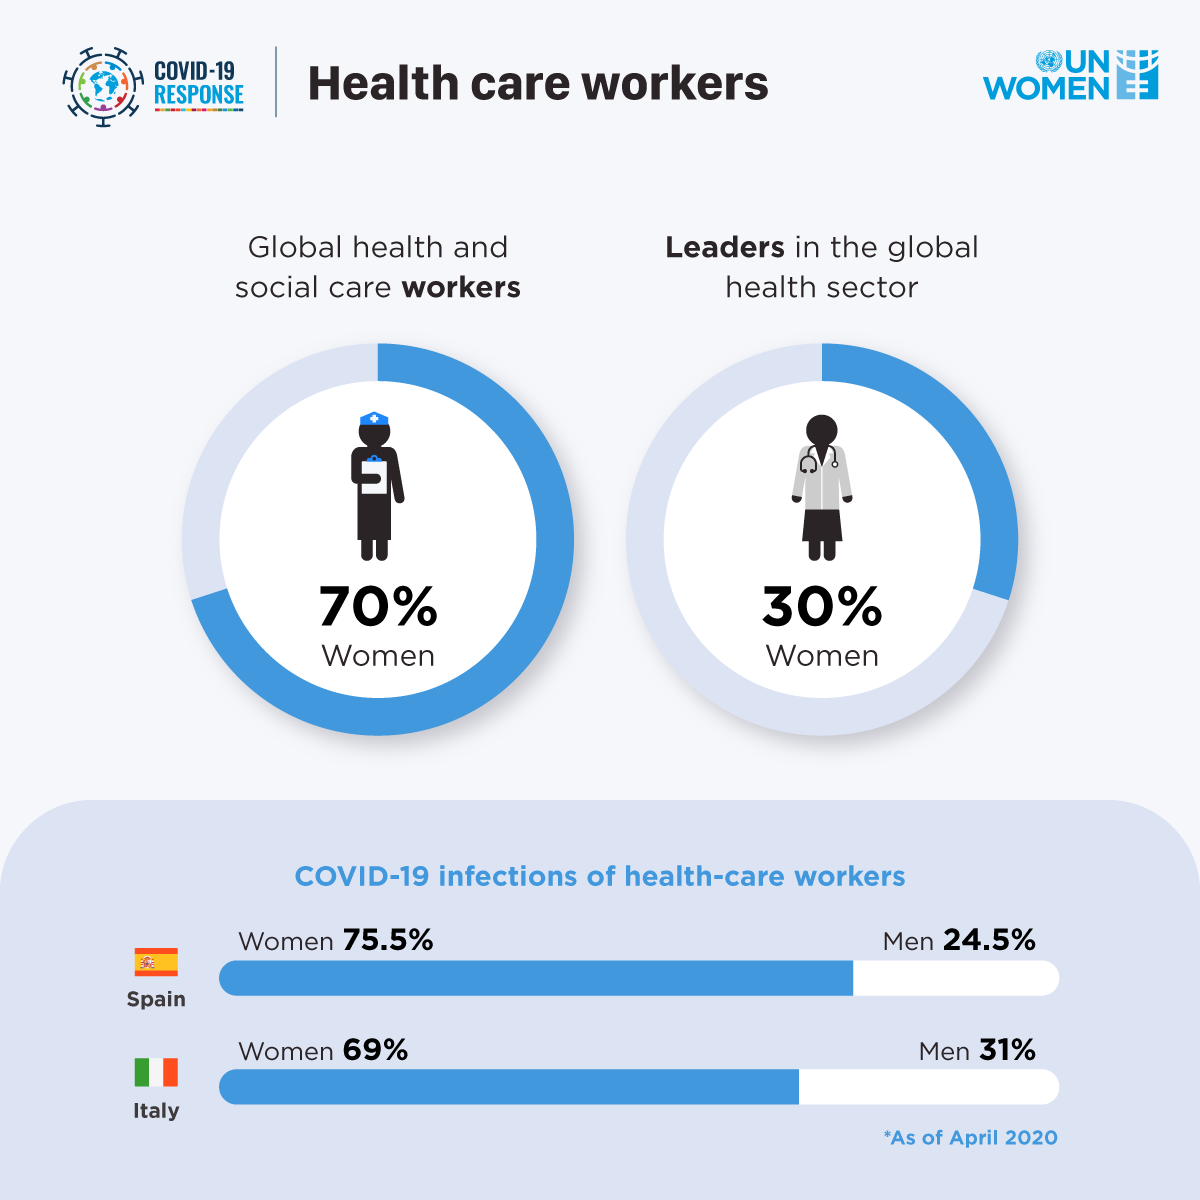 COVID-19
RESPONSE
Health care workers
UN
WOMEN
Global health and
social care workers
Leaders in the global
health sector
70%
Women
30%
Women
COVID-19 infections of health-care workers
Women 75.5%
Men 24.5%
Spain
Women 69%
Men 31%
Italy
*As of April 2020